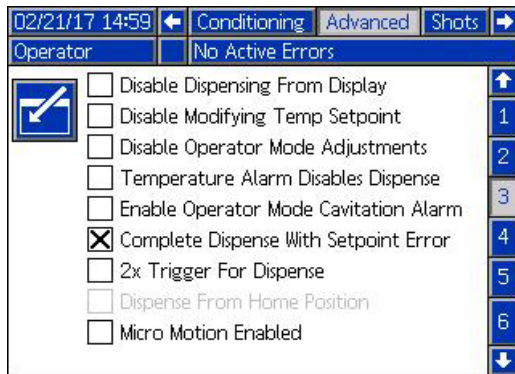 02/21/17 14:59 Conditioning Advanced Shots
Operator No Active Errors
Disable Dispensing From Display
Disable Modifying Temp Setpoint
1
Disable Operator Mode Adjustments
2
Temperature Alarm Disables Dispense
3
Enable Operator Mode Cavitation Alarm
Complete Dispense With Setpoint Error
4
2x Trigger For Dispense
5
Dispense From Home Position
6
Micro Motion Enabled